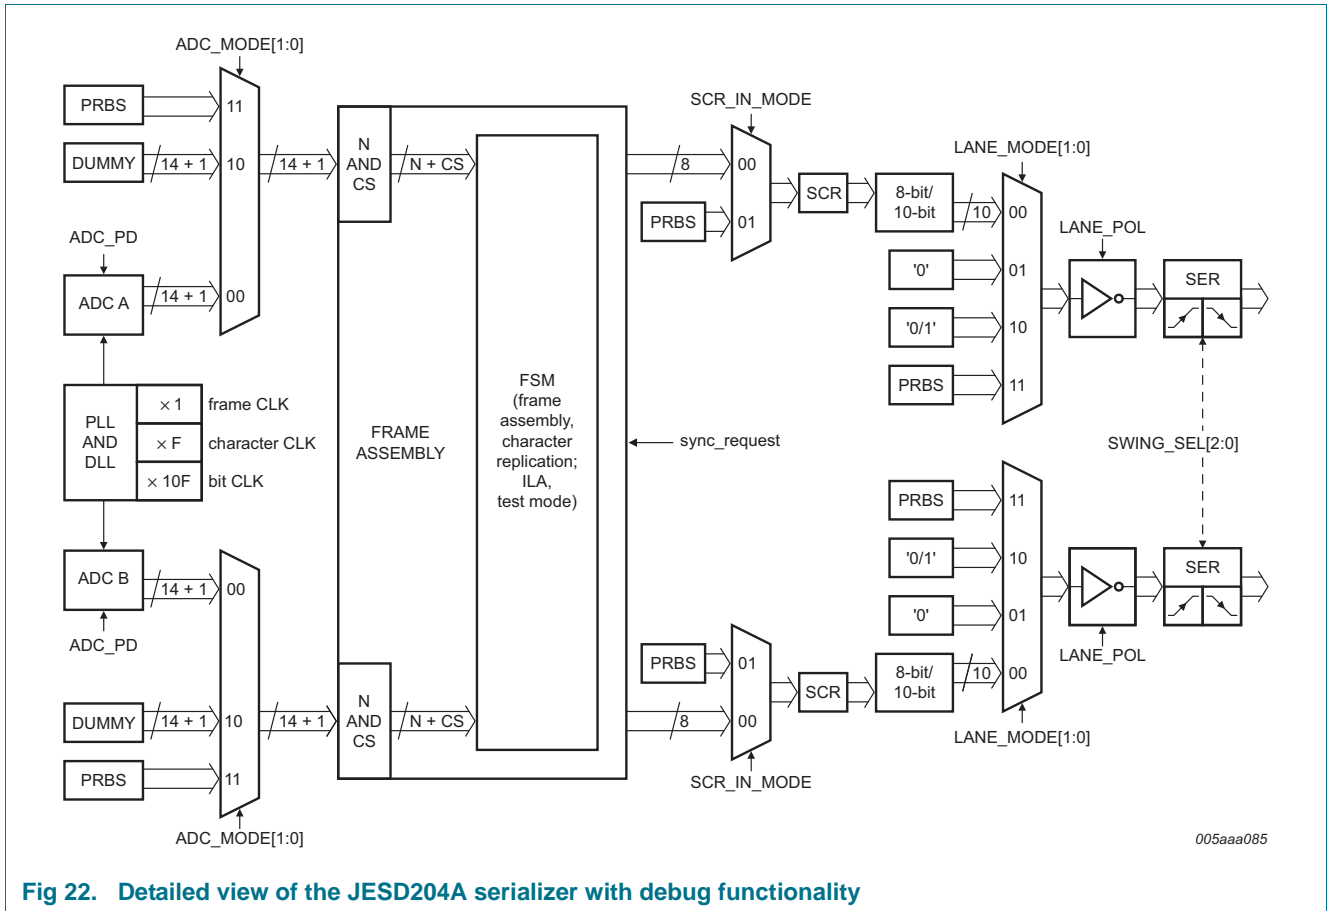 ADC_MODE[1:0]
PRBS
11
DUMMY
14 + 1
10
14 + 1
N
AND
CS
N + CS
ADC_PD
ADC A
14 + 1
00
PLL
AND
DLL
× 1
frame CLK
× F
character CLK
× 10F
bit CLK
ADC B
14 + 1
00
ADC_PD
DUMMY
14 + 1
10
14 + 1
N
AND
CS
N + CS
PRBS
11
ADC_MODE[1:0]
FRAME
ASSEMBLY
FSM
(frame
assembly,
character
replication;
ILA,
test mode)
sync_request
SCR_IN_MODE
8
00
PRBS
01
SCR
8-bit/
10-bit
10
00
LANE_MODE[1:0]
'0'
01
'0/1'
10
PRBS
11
LANE_POL
SER
SWING_SEL[2:0]
PRBS
11
'0/1'
10
'0'
01
8-bit/
10-bit
10
00
LANE_MODE[1:0]
LANE_POL
SER
PRBS
01
8
00
SCR
SCR_IN_MODE
005aaa085
Fig 22. Detailed view of the JESD204A serializer with debug functionality